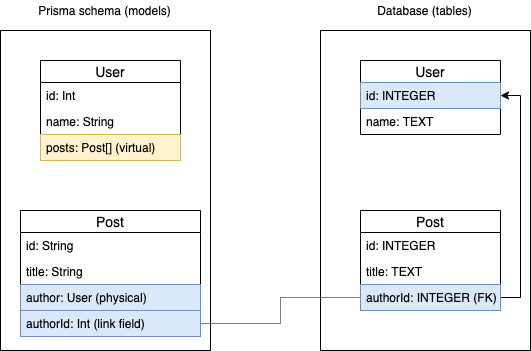 Prisma schema (models)
User
id: Int
name: String
posts: Post[] (virtual)
Post
id: String
title: String
author: User (physical)
authorId: Int (link field)
Database (tables)
User
id: INTEGER
name: TEXT
Post
id: INTEGER
title: TEXT
authorId: INTEGER (FK)